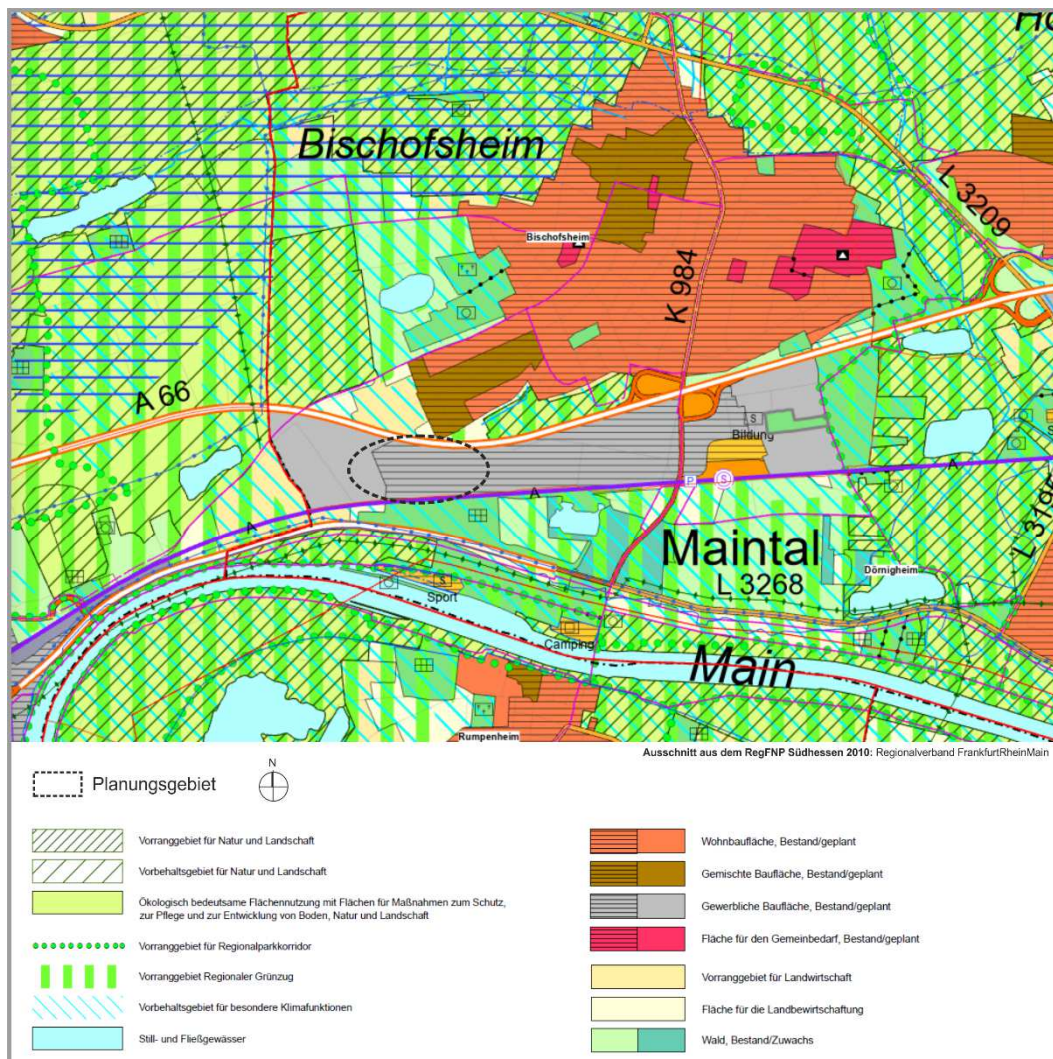 Ho
Bischofsheim
L 3209
Bischofsheim
K 984
A 66
S
Bildung
A
A
A
P
S
L 3195
Maintal
L 3268
Dörnigheim
S
Sport
Camping
Main
Rumpenheim
Ausschnitt aus dem RegFNP Südhessen 2010: Regionalverband FrankfurtRheinMain
Planungsgebiet
N
Vorranggebiet für Natur und Landschaft
Vorbehaltsgebiet für Natur und Landschaft
Ökologisch bedeutsame Flächennutzung mit Flächen für Maßnahmen zum Schutz,
zur Pflege und zur Entwicklung von Boden, Natur und Landschaft
Vorranggebiet für Regionalparkkorridor
Vorranggebiet Regionaler Grünzug
Vorbehaltsgebiet für besondere Klimafunktionen
Still- und Fließgewässer
Wohnbaufläche, Bestand/geplant
Gemischte Baufläche, Bestand/geplant
Gewerbliche Baufläche, Bestand/geplant
Fläche für den Gemeinbedarf, Bestand/geplant
Vorranggebiet für Landwirtschaft
Fläche für die Landbewirtschaftung
Wald, Bestand/Zuwachs